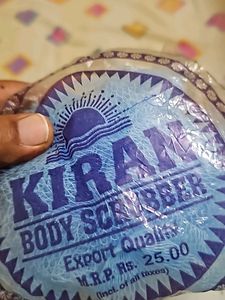 KIRAN
BODY SCRUBBER
Export Quality
M.R.P. Rs. 25.00
(Incl. of all taxes)